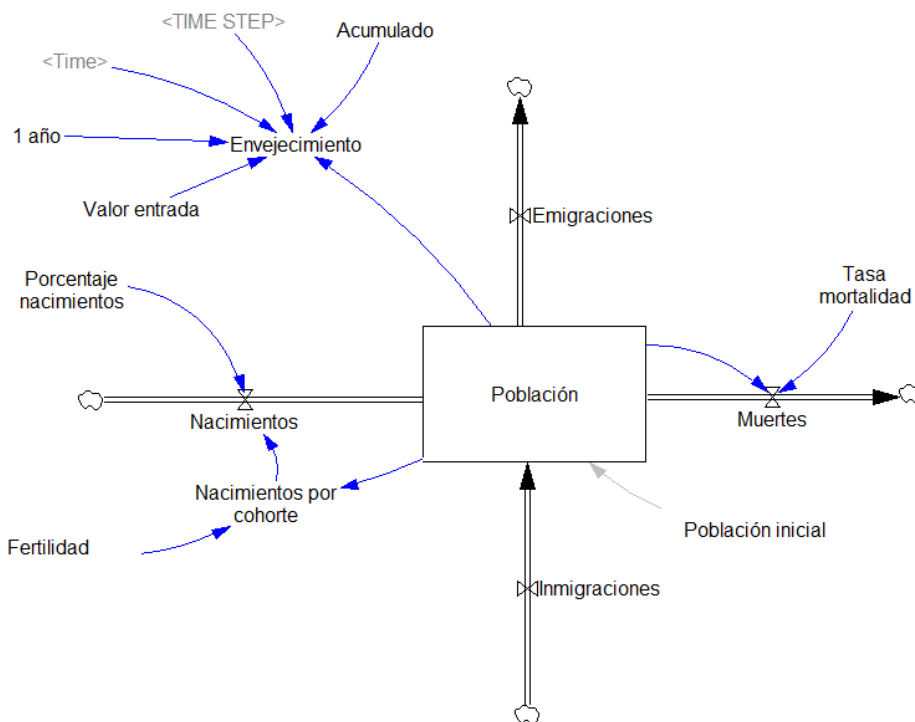 <TIME STEP>
Acumulado
<Time>
1 año
Envejecimiento
Valor entrada
Emigraciones
Porcentaje
nacimientos
Tasa
mortalidad
Población
Nacimientos
Muertes
Nacimientos por
cohorte
Fertilidad
Población inicial
Inmigraciones